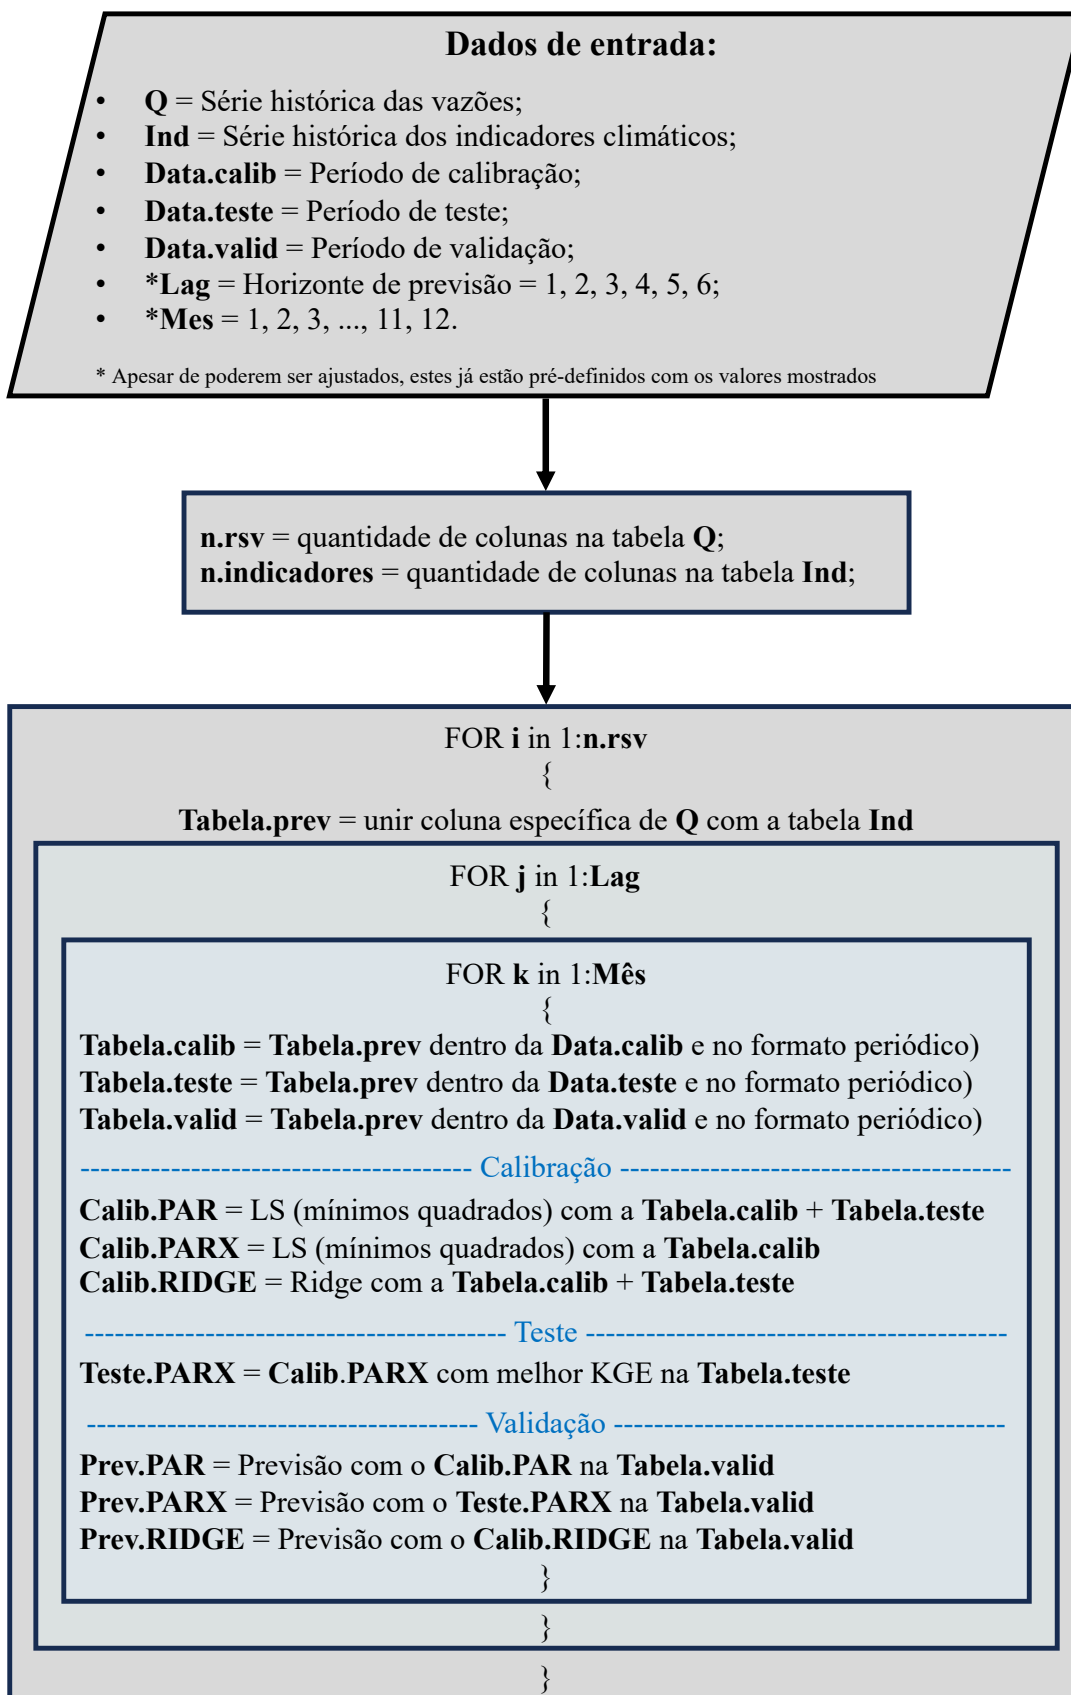 Dados de entrada:
• Q = Série histórica das vazões;
• Ind = Série histórica dos indicadores climáticos;
• Data.calib = Período de calibração;
• Data.teste = Período de teste;
• Data.valid = Período de validação;
• *Lag = Horizonte de previsão = 1, 2, 3, 4, 5, 6;
• *Mes = 1, 2, 3, ..., 11, 12.
* Apesar de poderem ser ajustados, estes já estão pré-definidos com os valores mostrados
n.rsv = quantidade de colunas na tabela Q;
n.indicadores = quantidade de colunas na tabela Ind;
FOR i in 1:n.rsv
{
Tabela.prev = unir coluna específica de Q com a tabela Ind
FOR j in 1:Lag
{
FOR k in 1:Mês
{
Tabela.calib = Tabela.prev dentro da Data.calib e no formato periódico)
Tabela.teste = Tabela.prev dentro da Data.teste e no formato periódico)
Tabela.valid = Tabela.prev dentro da Data.valid e no formato periódico)
--------------------------------------- Calibração ---------------------------------------
Calib.PAR = LS (mínimos quadrados) com a Tabela.calib + Tabela.teste
Calib.PARX = LS (mínimos quadrados) com a Tabela.calib
Calib.RIDGE = Ridge com a Tabela.calib + Tabela.teste
------------------------------------------ Teste ------------------------------------------
Teste.PARX = Calib.PARX com melhor KGE na Tabela.teste
--------------------------------------- Validação ---------------------------------------
Prev.PAR = Previsão com o Calib.PAR na Tabela.valid
Prev.PARX = Previsão com o Teste.PARX na Tabela.valid
Prev.RIDGE = Previsão com o Calib.RIDGE na Tabela.valid
}
}
}